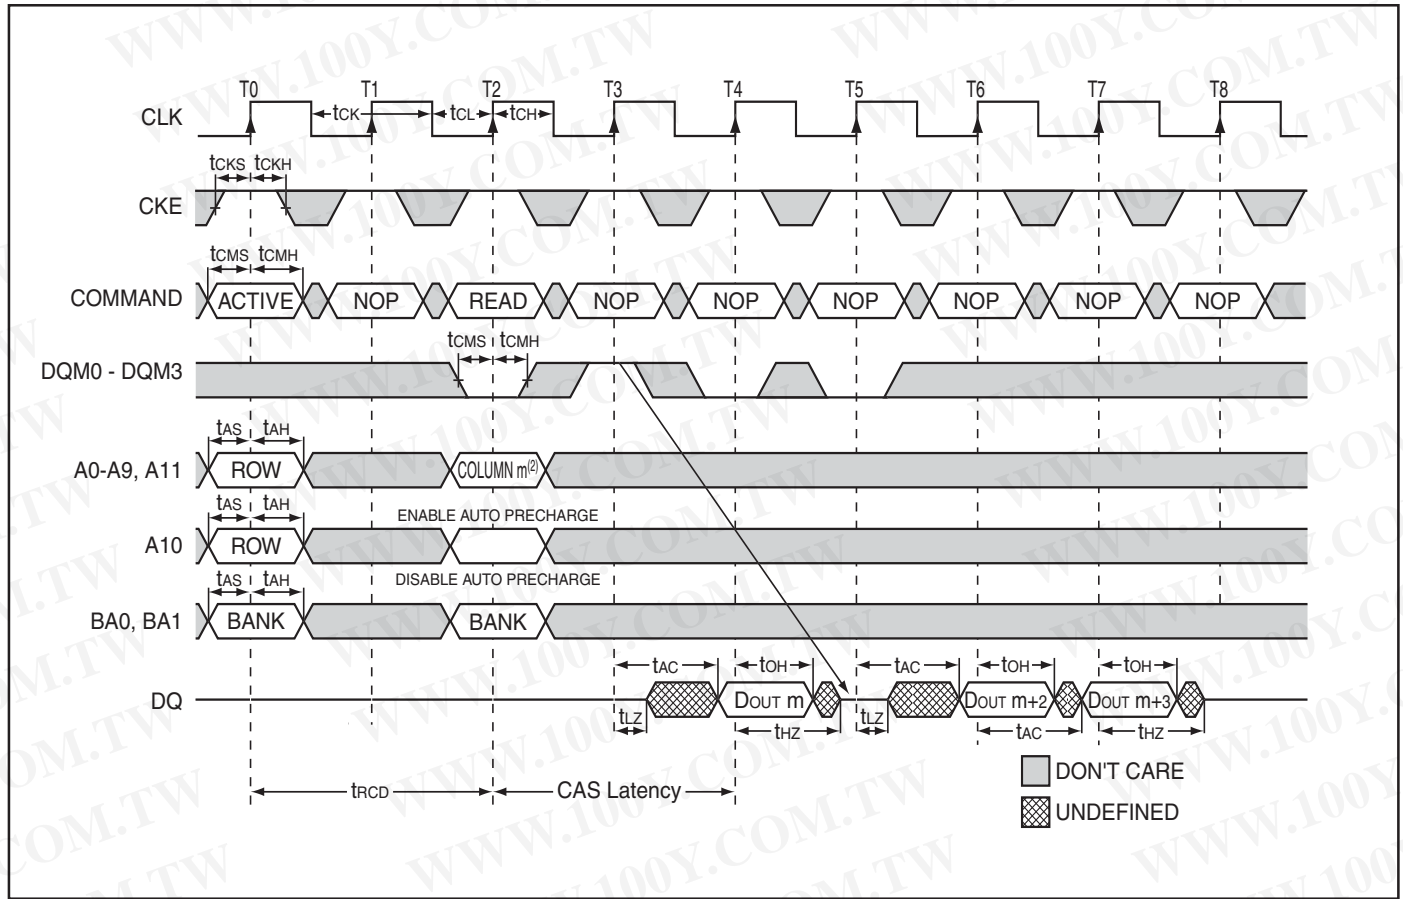 T0 T1 T2 T3 T4 T5 T6 T7 T8
CLK tCK tCL tCH
tCKS tCKH
CKE
tCMS tCMH
COMMAND ACTIVE NOP READ NOP NOP NOP NOP NOP NOP
tCMS tCMH
DQM0 - DQM3
tAS tAH
A0-A9, A11 ROW COLUMN m(2)
tAS tAH ENABLE AUTO PRECHARGE
A10 ROW
tAS tAH DISABLE AUTO PRECHARGE
BA0, BA1 BANK BANK
tAC tOH tAC tOH tOH
DQ DOUT m DOUT m+2 DOUT m+3
tLZ tHZ tLZ tAC tHZ
DON'T CARE
tRCD CAS Latency
UNDEFINED
WWW.100Y.COM.TW